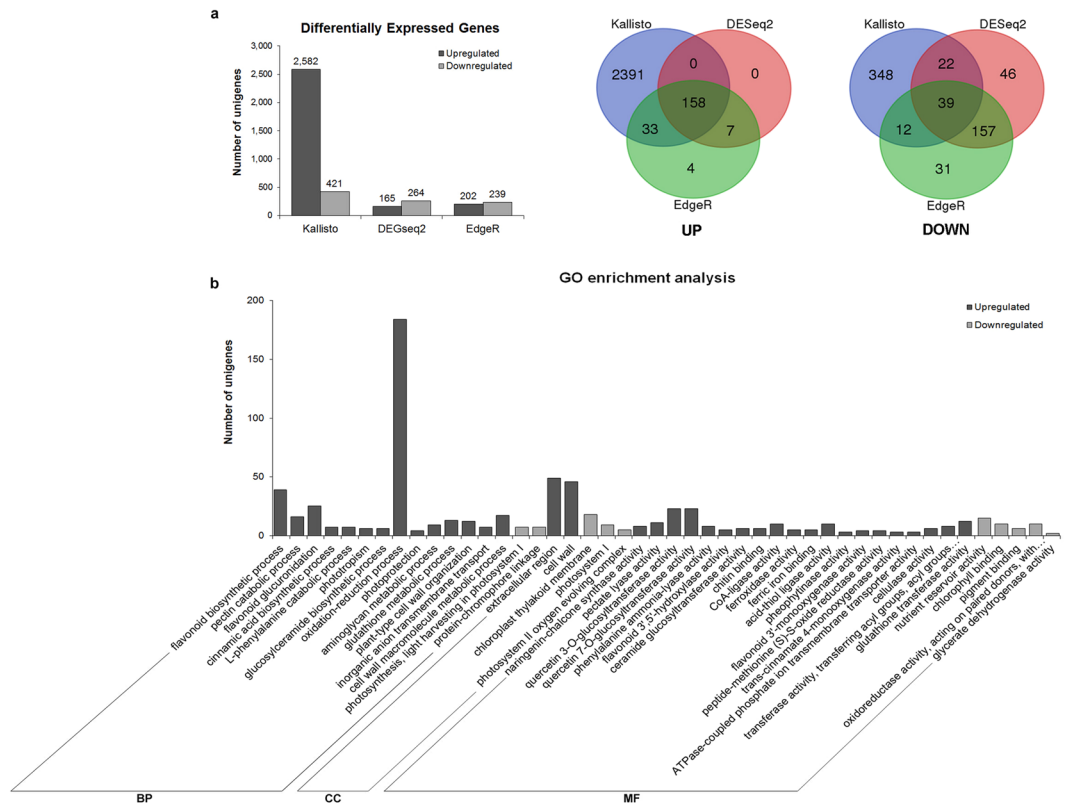 a
Differentially Expressed Genes
Upregulated
Downregulated
Number of unigenes
3,000
2,500
2,000
1,500
1,000
500
0
2,582
421
165
264
202
239
Kallisto
DEGseq2
EdgeR
Kallisto
DESeq2
2391
0
0
158
33
7
4
EdgeR
UP
Kallisto
DESeq2
348
22
46
39
12
157
31
EdgeR
DOWN
b
GO enrichment analysis
Upregulated
Downregulated
Number of unigenes
200
150
100
50
0
flavonoid biosynthetic process
pectin catabolic process
flavonoid glucuronidation
cinnamic acid biosynthetic process
L-phenylalanine catabolic process
phototropism
glucosylceramide biosynthetic process
oxidation-reduction process
photoprotection
aminoglycan metabolic process
glutathione metabolic process
plant-type cell wall organization
inorganic anion transmembrane transport
cell wall macromolecule metabolic process
photosynthesis, light harvesting in photosystem I
protein-chromophore linkage
extracellular region
cell wall
chloroplast thylakoid membrane
photosystem I
photosystem II oxygen evolving complex
naringenin-chalcone synthase activity
pectate lyase activity
quercetin 3-O-glucosyltransferase activity
quercetin 7-O-glucosyltransferase activity
phenylalanine ammonia-lyase activity
flavonoid 3',5'-hydroxylase activity
ceramide glucosyltransferase activity
chitin binding
CoA-ligase activity
ferroxidase activity
ferric iron binding
acid-thiol ligase activity
pheophytinase activity
flavonoid 3'-monooxygenase activity
peptide-methionine (S)-S-oxide reductase activity
trans-cinnamate 4-monooxygenase activity
ATPase-coupled phosphate ion transmembrane transporter activity
cellulase activity
transferase activity, transferring acyl groups, acyl groups…
glutathione transferase activity
nutrient reservoir activity
chlorophyll binding
pigment binding
oxidoreductase activity, acting on paired donors, with…
glycerate dehydrogenase activity
BP
CC
MF